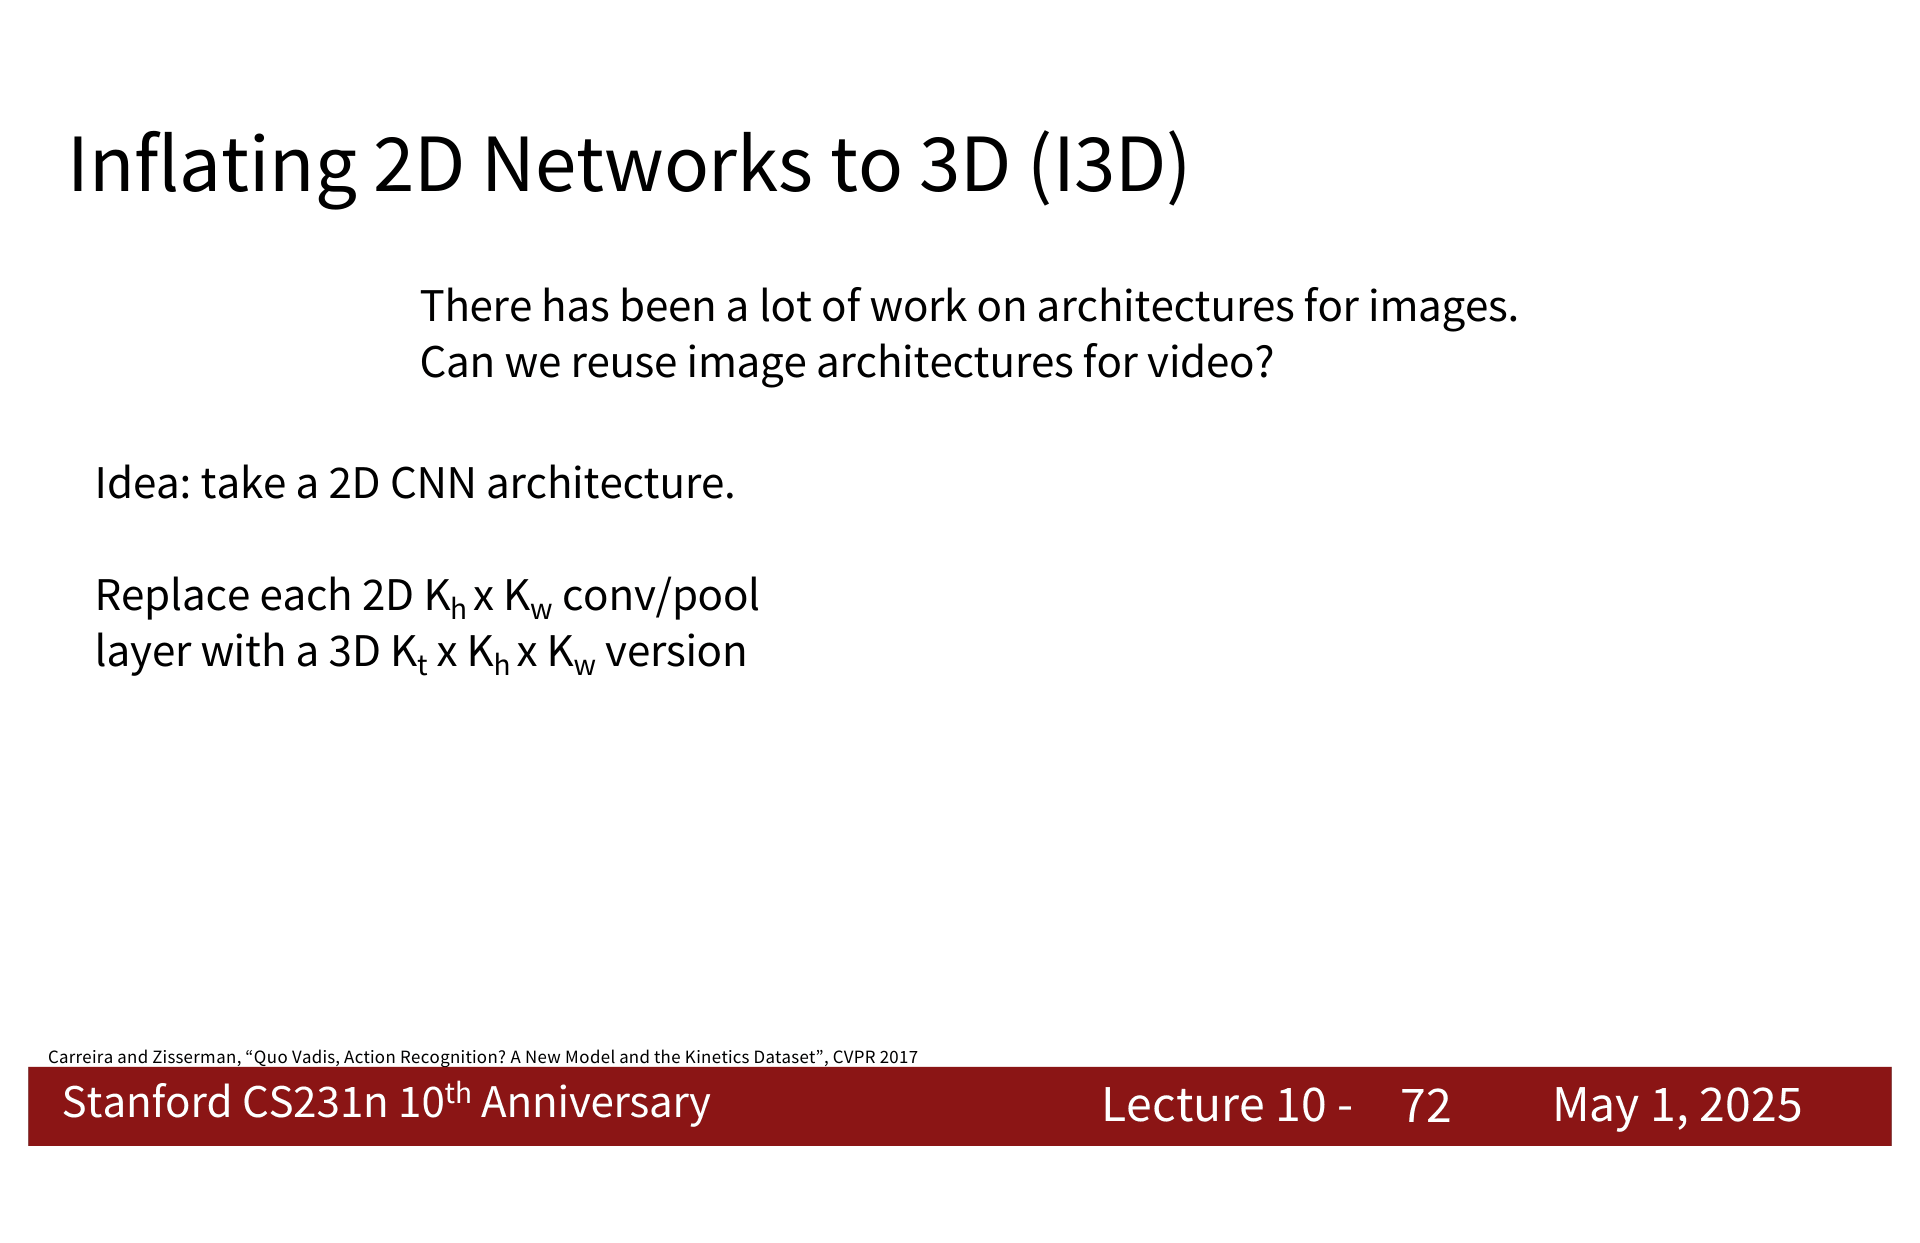 Inflating 2D Networks to 3D (I3D)
There has been a lot of work on architectures for images.
Can we reuse image architectures for video?
Idea: take a 2D CNN architecture.
Replace each 2D Kh x Kw conv/pool
layer with a 3D Kt x Kh x Kw version
Carreira and Zisserman, “Quo Vadis, Action Recognition? A New Model and the Kinetics Dataset”, CVPR 2017
Stanford CS231n 10th Anniversary Lecture 10 - 72 May 1, 2025